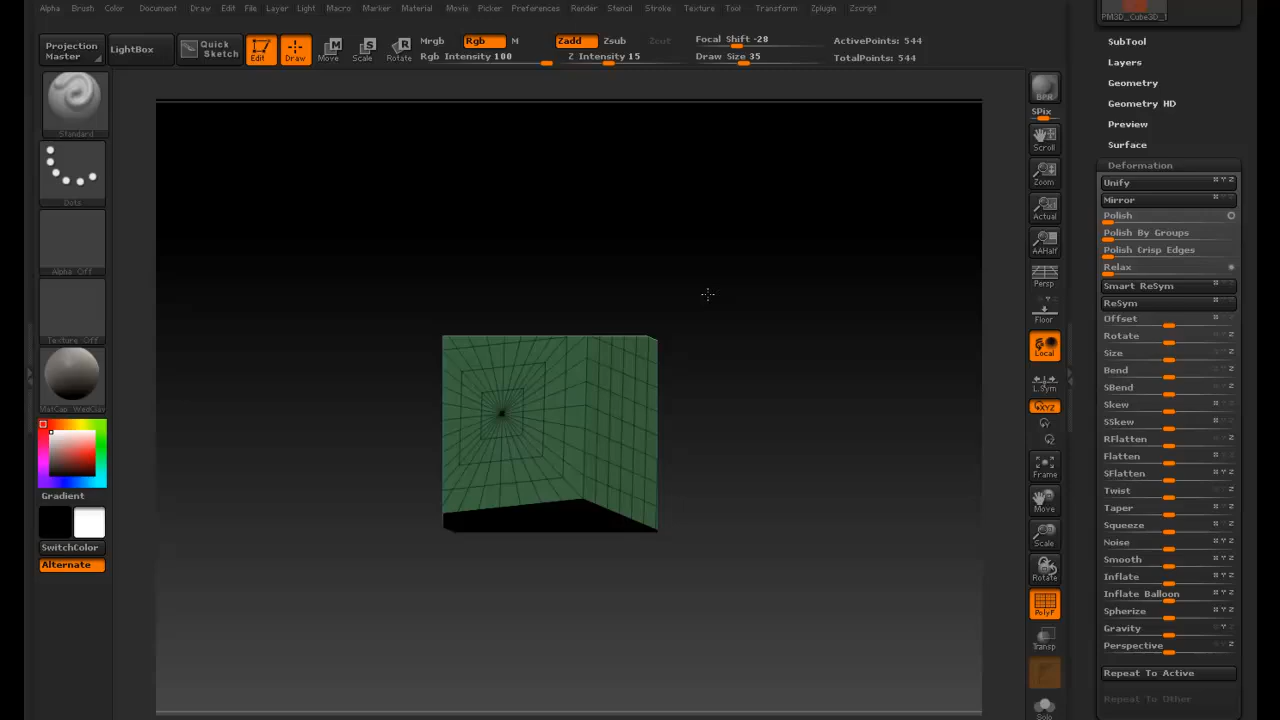 Alpha Brush Color Document Draw Edit File Layer Light Macro Marker Material Movie Picker Preferences Render Stencil Stroke Texture Tool Transform Zplugin Zscript
PM3D_Cube3D_1
Projection Master
LightBox
Quick Sketch
Edit
Draw
Move
Scale
Rotate
Mrgb
Rgb
M
Rgb Intensity 100
Zadd
Zsub
Zcut
Z Intensity 15
Focal Shift -28
Draw Size 35
ActivePoints: 544
TotalPoints: 544
Standard
Dots
Alpha Off
Texture Off
MatCap_WedClay
Gradient
SwitchColor
Alternate
BPR
SPix
Scroll
Zoom
Actual
AAHalf
Persp
Floor
Local
L.Sym
XYZ
Frame
Move
Scale
Rotate
PolyF
Transp
Solo
SubTool
Layers
Geometry
Geometry HD
Preview
Surface
Deformation
Unify
Mirror
Polish
Polish By Groups
Polish Crisp Edges
Relax
Smart ReSym
ReSym
Offset
Rotate
Size
Bend
SBend
Skew
SSkew
RFlatten
Flatten
SFlatten
Twist
Taper
Squeeze
Noise
Smooth
Inflate
Inflate Balloon
Spherize
Gravity
Perspective
Repeat To Active
Repeat To Other